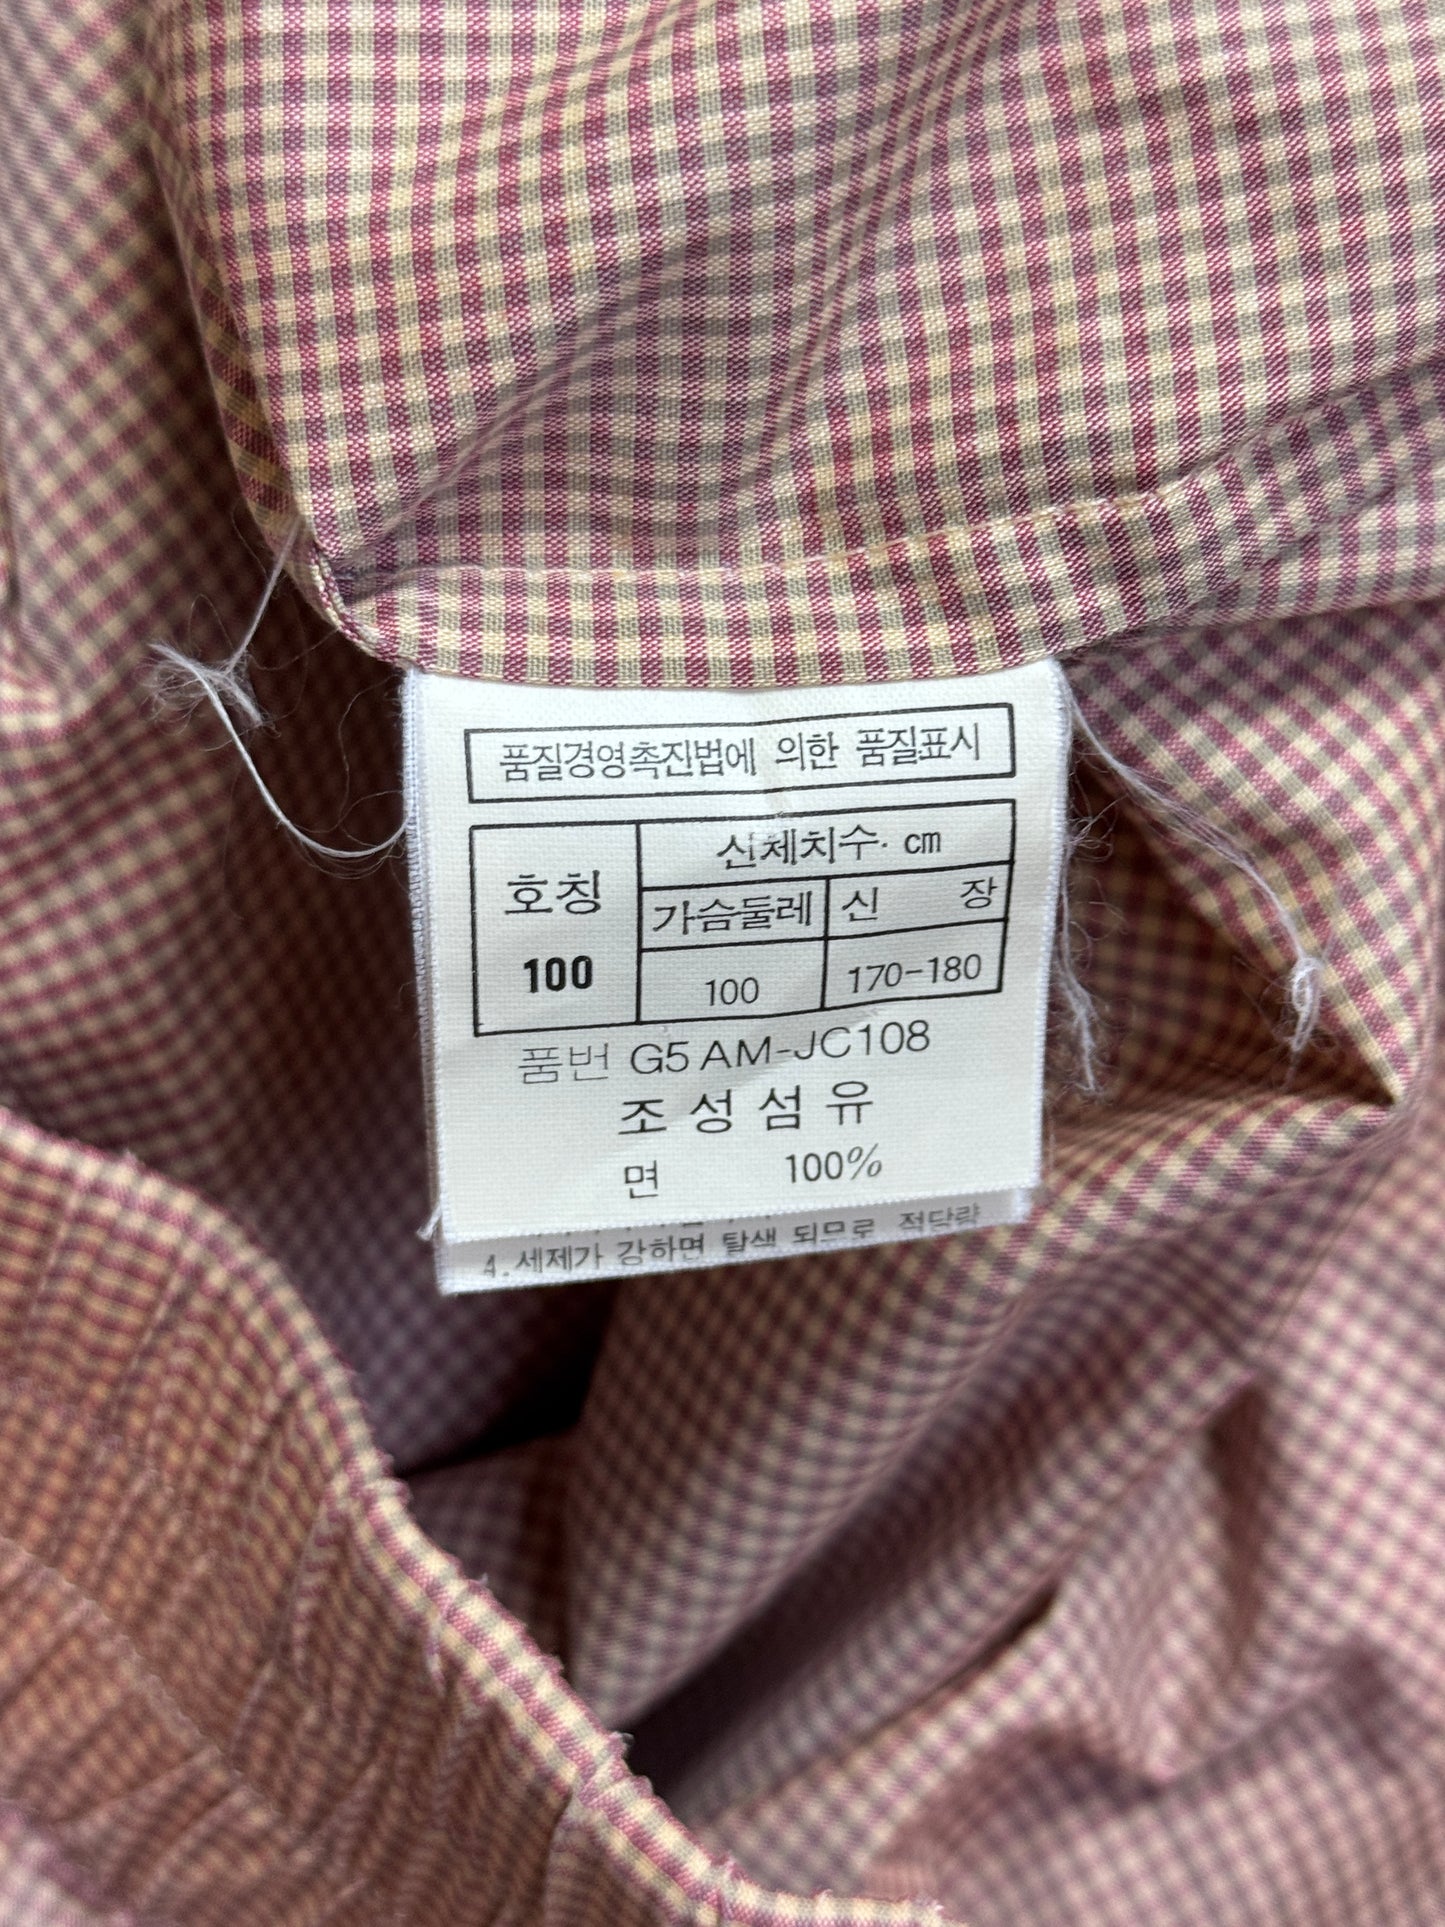 품질경영촉진법에 의한 품질표시
호칭
신체치수· cm
가슴둘레 신 장
100
100 170-180
품번 G5 AM-JC108
조 성 섬 유
면 100%
4. 세제가 강하면 탈색 되므로 적당략